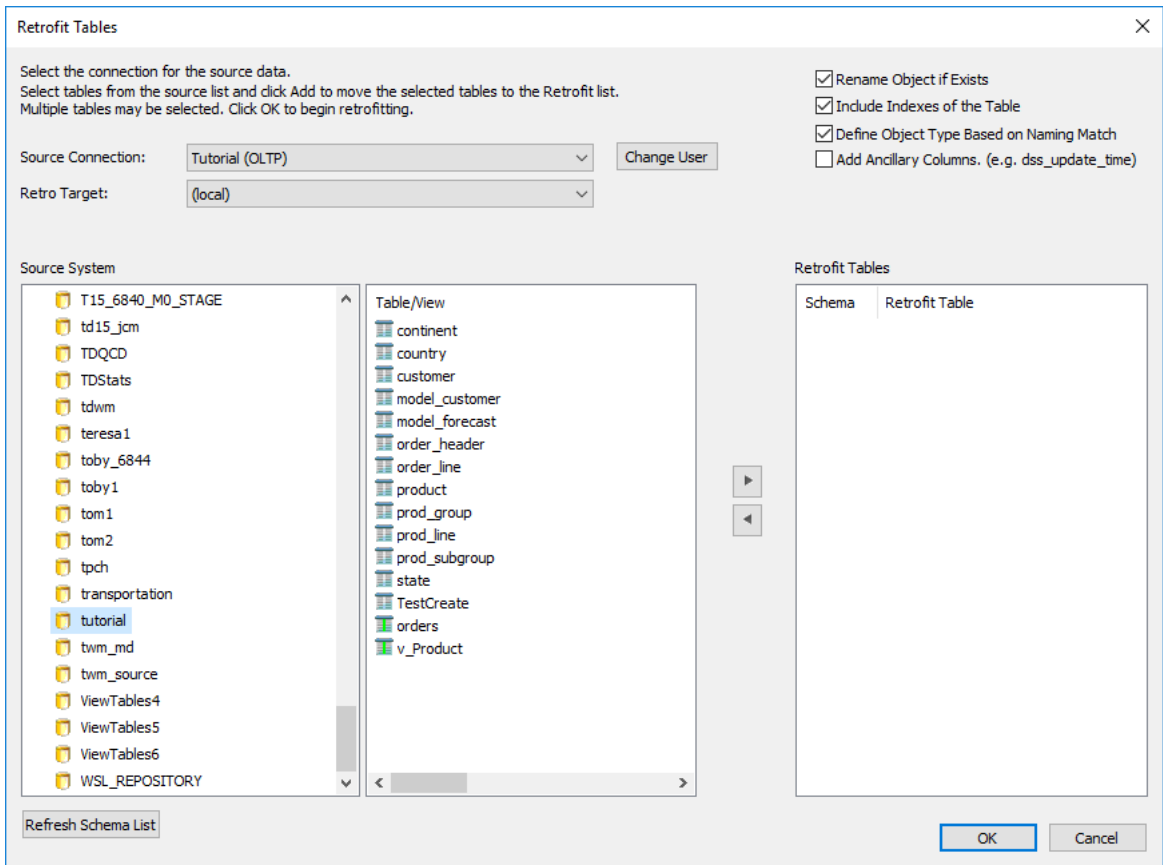 Retrofit Tables
Select the connection for the source data.
Select tables from the source list and click Add to move the selected tables to the Retrofit list.
Multiple tables may be selected. Click OK to begin retrofitting.
Rename Object if Exists
Include Indexes of the Table
Define Object Type Based on Naming Match
Add Ancillary Columns. (e.g. dss_update_time)
Source Connection:
Tutorial (OLTP)
Change User
Retro Target:
(local)
Source System
T15_6840_M0_STAGE
td15_jcm
TDQCD
TDStats
tdwm
teresa1
toby_6844
toby1
tom1
tom2
tpch
transportation
tutorial
twm_md
twm_source
ViewTables4
ViewTables5
ViewTables6
WSL_REPOSITORY
Table/View
continent
country
customer
model_customer
model_forecast
order_header
order_line
product
prod_group
prod_line
prod_subgroup
state
TestCreate
orders
v_Product
Retrofit Tables
Schema Retrofit Table
Refresh Schema List
OK
Cancel